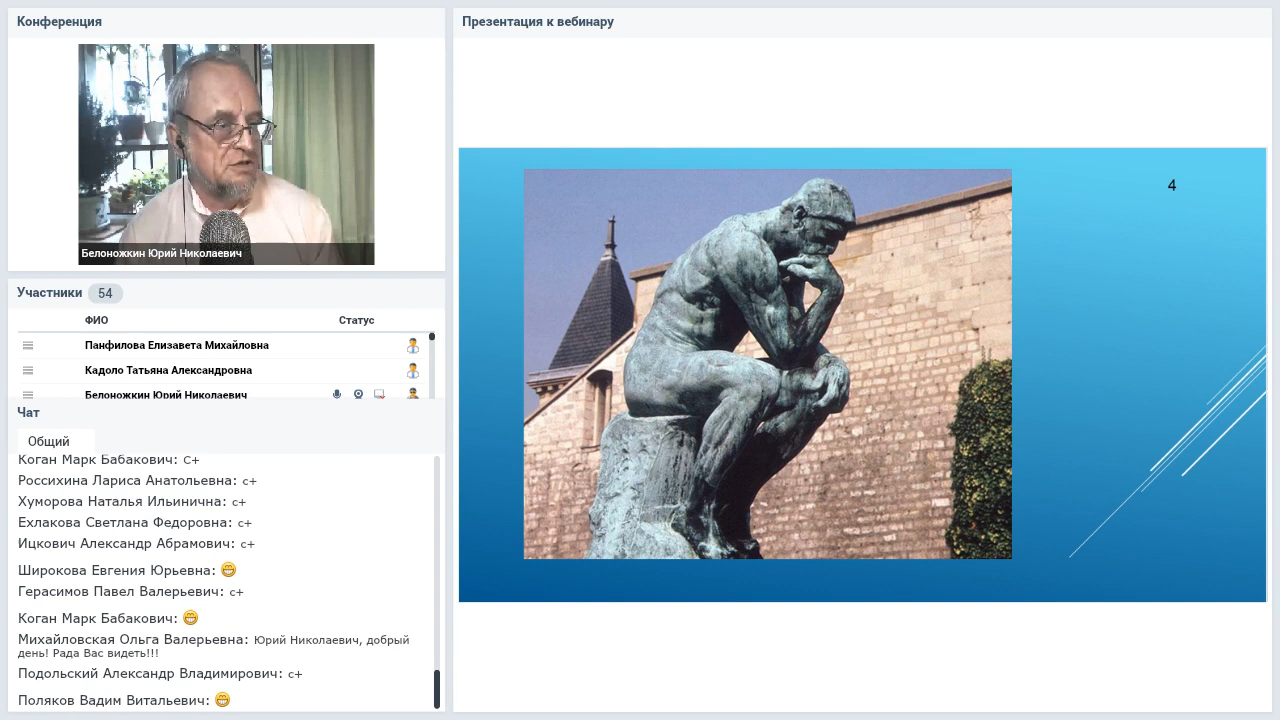 Конференция
Белоножкин Юрий Николаевич
Участники 54
ФИО Статус
Панфилова Елизавета Михайловна
Кадоло Татьяна Александровна
Белоножкин Юрий Николаевич
Чат
Общий
Коган Марк Бабакович: С+
Россихина Лариса Анатольевна: с+
Хуморова Наталья Ильинична: с+
Ехлакова Светлана Федоровна: с+
Ицкович Александр Абрамович: с+
Широкова Евгения Юрьевна:
Герасимов Павел Валерьевич: с+
Коган Марк Бабакович:
Михайловская Ольга Валерьевна: Юрий Николаевич, добрый
день! Рада Вас видеть!!!
Подольский Александр Владимирович: с+
Поляков Вадим Витальевич:
Презентация к вебинару
4